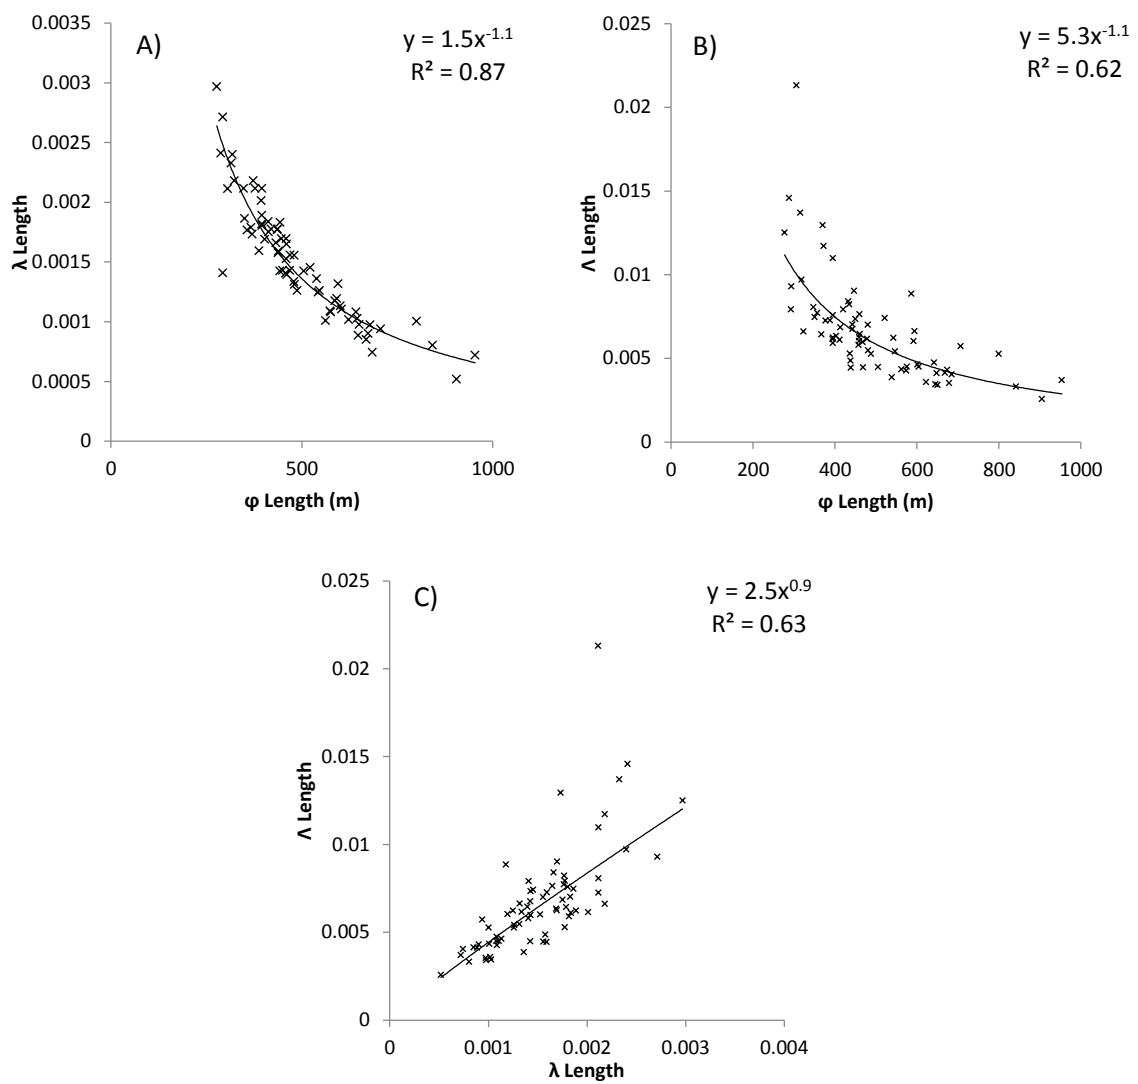 A)
y = 1.5x^-1.1
R² = 0.87
0.0035
0.003
0.0025
0.002
0.0015
0.001
0.0005
0
λ Length
0 500 1000
φ Length (m)
B)
y = 5.3x^-1.1
R² = 0.62
0.025
0.02
0.015
0.01
0.005
0
Λ Length
0 200 400 600 800 1000
φ Length (m)
C)
y = 2.5x^0.9
R² = 0.63
0.025
0.02
0.015
0.01
0.005
0
Λ Length
0 0.001 0.002 0.003 0.004
λ Length